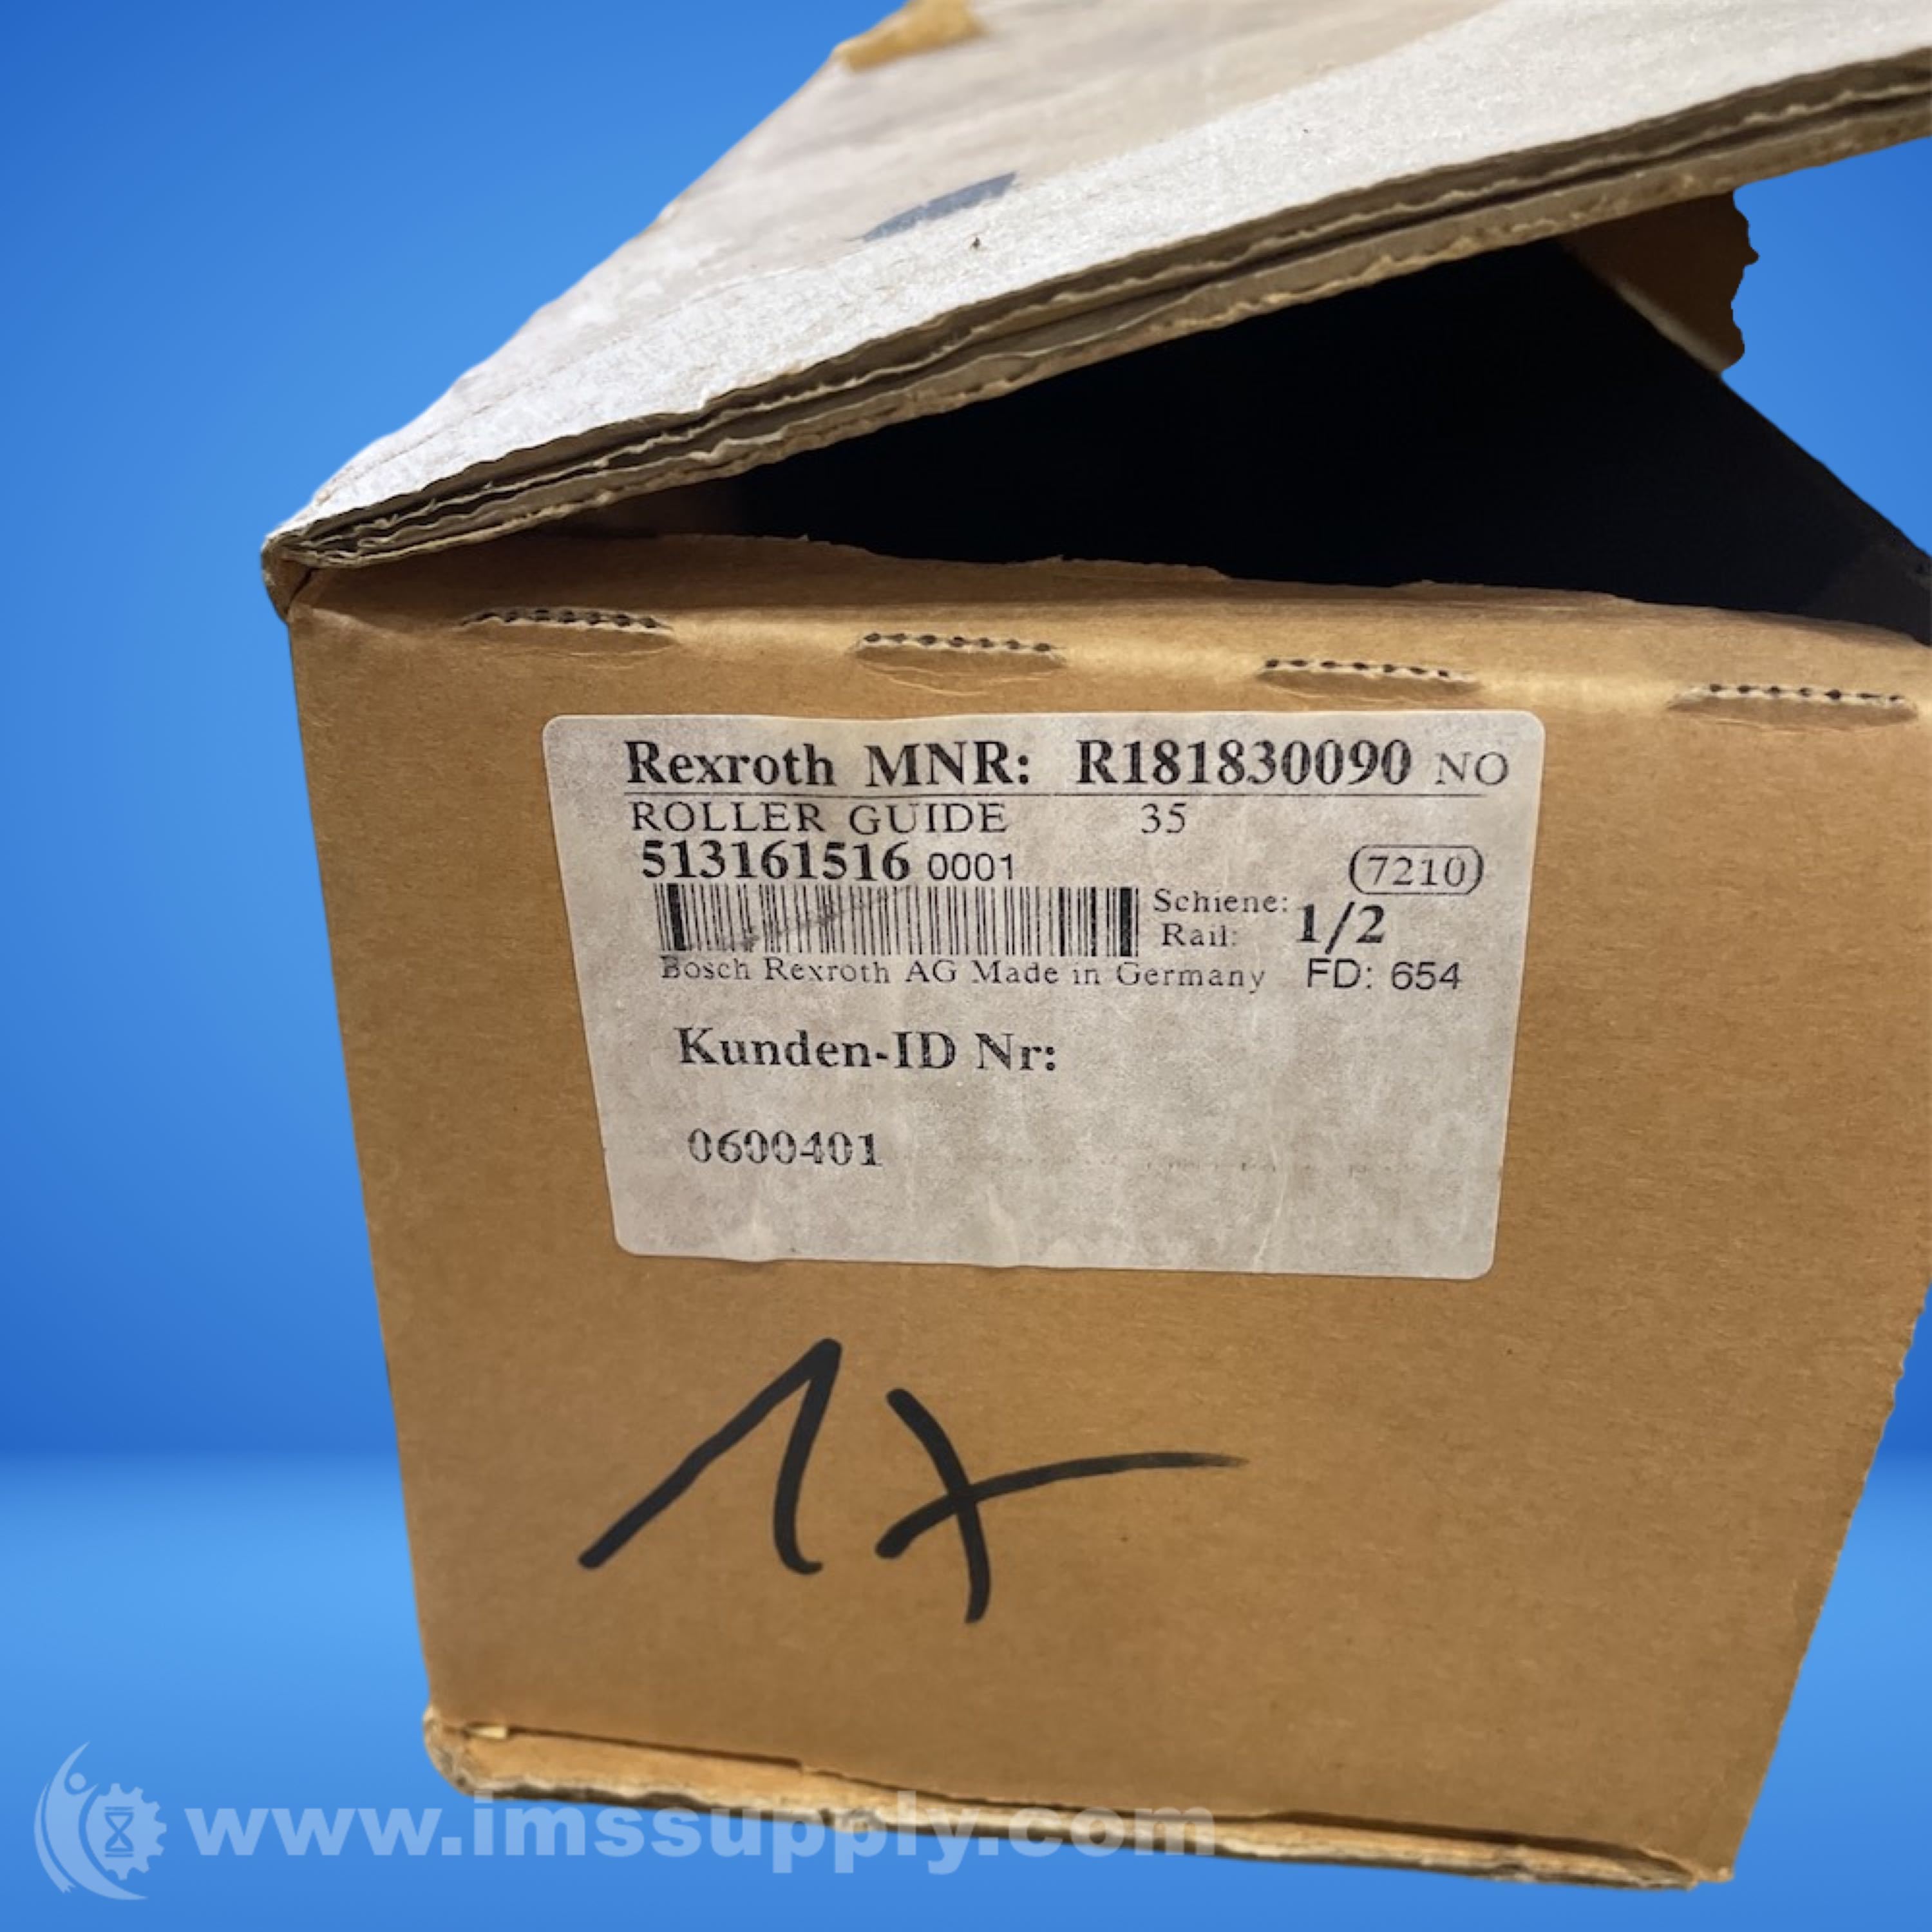 Rexroth MNR: R181830090 NO
ROLLER GUIDE 35
513161516 0001 7210
Schiene: 1/2
Rail:
Bosch Rexroth AG Made in Germany FD: 654
Kunden-ID Nr:
0600401
1x
www.imssupply.com